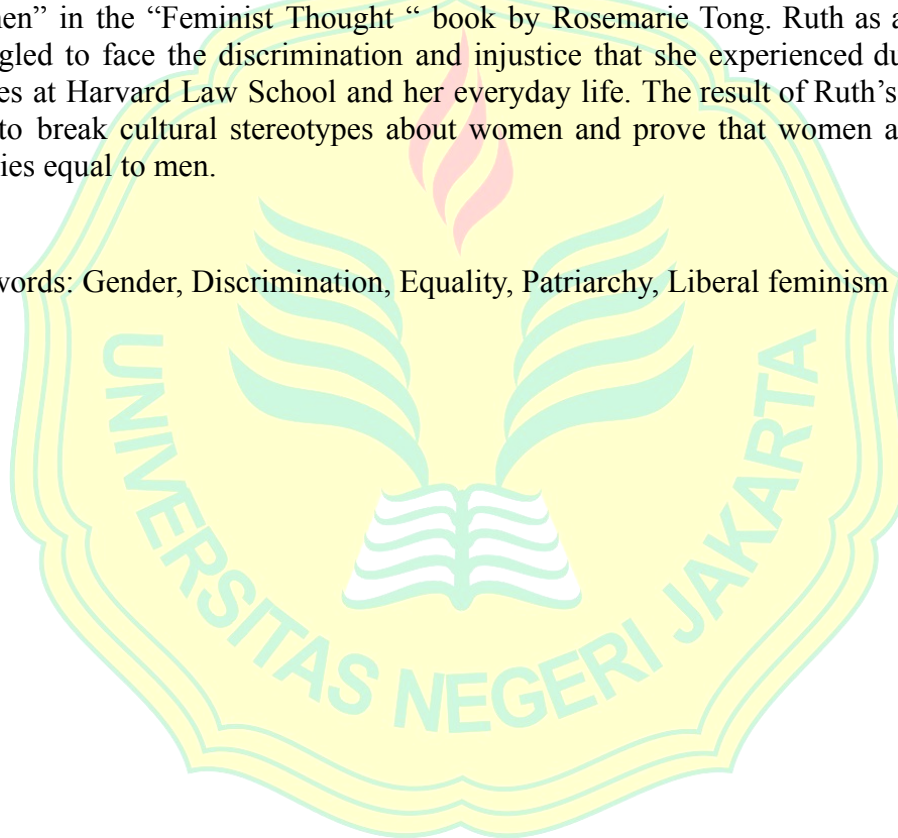 men” in the “Feminist Thought “ book by Rosemarie Tong. Ruth as a
gled to face the discrimination and injustice that she experienced du
es at Harvard Law School and her everyday life. The result of Ruth’s
to break cultural stereotypes about women and prove that women a
ies equal to men.
words: Gender, Discrimination, Equality, Patriarchy, Liberal feminism
UNIVERSITAS NEGERI JAKARTA